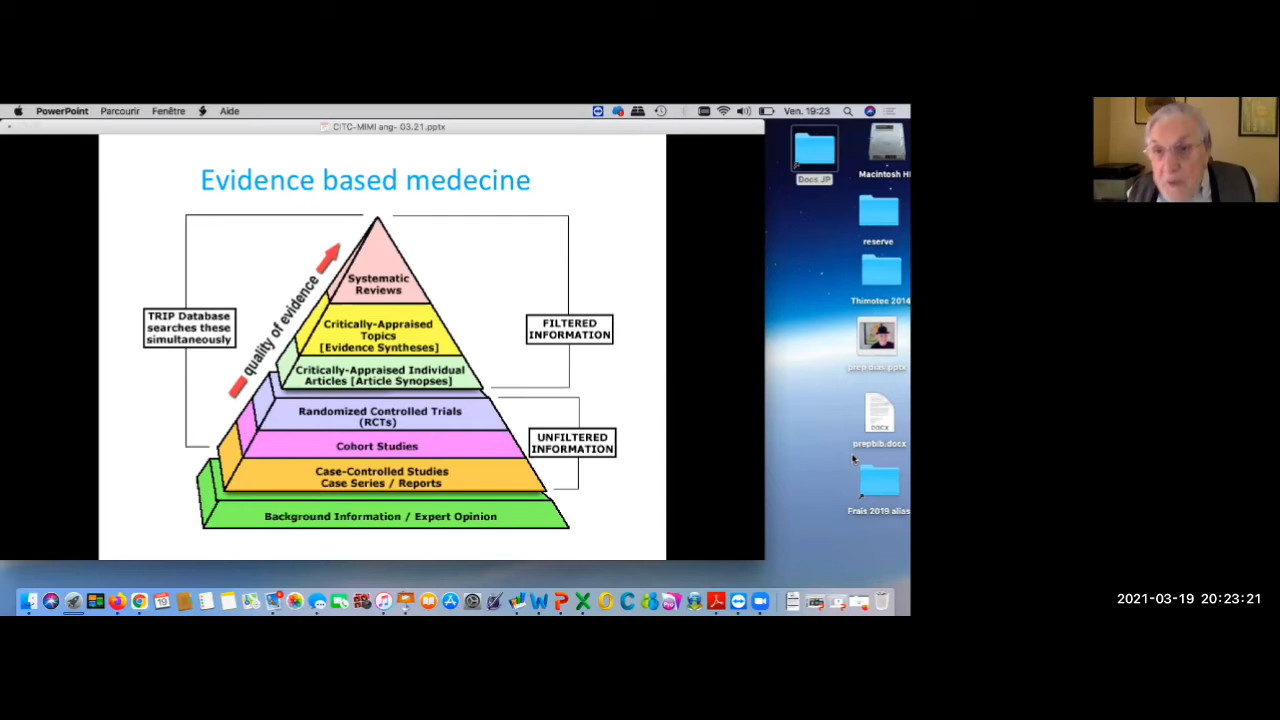 PowerPoint Parcourir Fenêtre Aide
Ven. 19:23
CITC-MIMI ang- 03.21.pptx
Evidence based medecine
quality of evidence
Systematic
Reviews
Critically-Appraised
Topics
[Evidence Syntheses]
Critically-Appraised Individual
Articles [Article Synopses]
Randomized Controlled Trials
(RCTs)
Cohort Studies
Case-Controlled Studies
Case Series / Reports
Background Information / Expert Opinion
TRIP Database
searches these
simultaneously
FILTERED
INFORMATION
UNFILTERED
INFORMATION
Docs JP
Macintosh H
reserve
Thimotee 2014
DOCX
prepbib.docx
Frais 2019 alias
19
2021-03-19 20:23:21